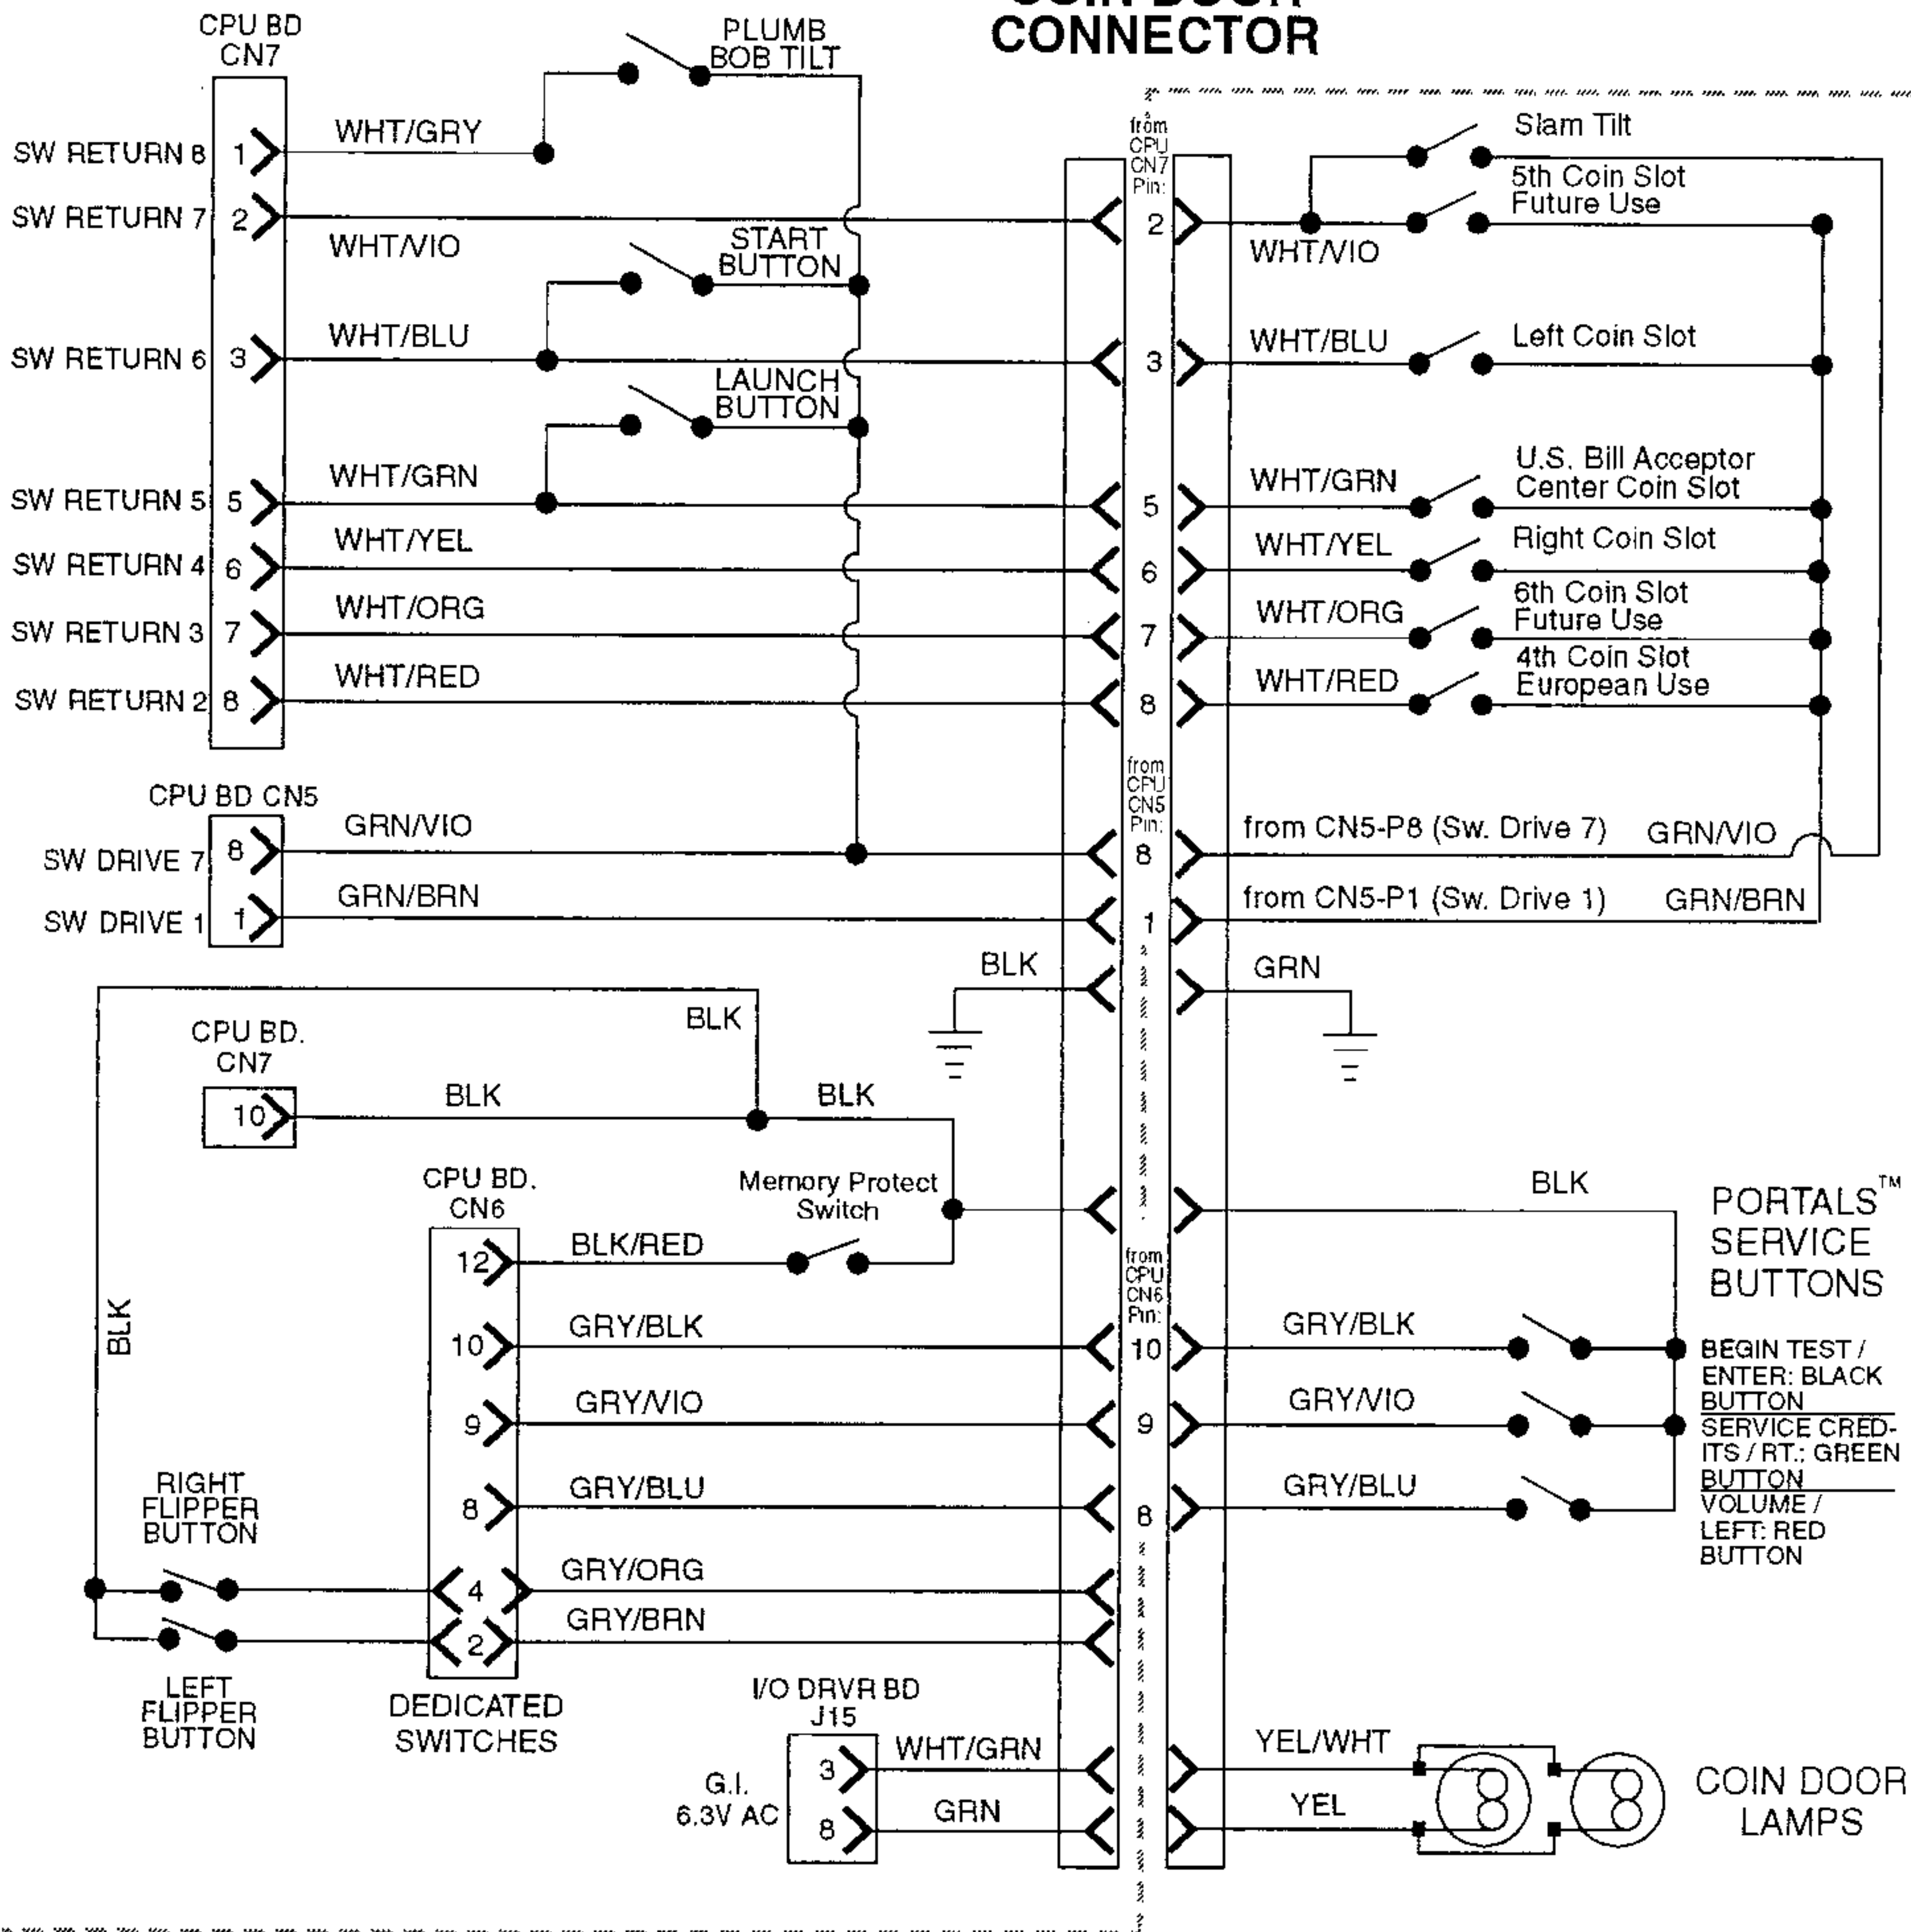 CONNECTOR
CPU BD
CN7
PLUMB
BOB TILT
SW RETURN 8
1
WHT/GRY
SW RETURN 7
2
WHT/VIO
START
BUTTON
SW RETURN 6
3
WHT/BLU
LAUNCH
BUTTON
SW RETURN 5
5
WHT/GRN
SW RETURN 4
6
WHT/YEL
SW RETURN 3
7
WHT/ORG
SW RETURN 2
8
WHT/RED
from
CPU
CN7
Pin:
2
3
5
6
7
8
Slam Tilt
5th Coin Slot
Future Use
WHT/VIO
WHT/BLU
Left Coin Slot
WHT/GRN
U.S. Bill Acceptor
Center Coin Slot
WHT/YEL
Right Coin Slot
WHT/ORG
6th Coin Slot
Future Use
WHT/RED
4th Coin Slot
European Use
CPU BD CN5
SW DRIVE 7
8
GRN/VIO
SW DRIVE 1
1
GRN/BRN
from
CPU
CN5
Pin:
8
1
from CN5-P8 (Sw. Drive 7)
GRN/VIO
from CN5-P1 (Sw. Drive 1)
GRN/BRN
BLK
GRN
BLK
CPU BD.
CN7
10
BLK
BLK
BLK
CPU BD.
CN6
Memory Protect
Switch
12
BLK/RED
10
GRY/BLK
9
GRY/VIO
8
GRY/BLU
4
GRY/ORG
2
GRY/BRN
RIGHT
FLIPPER
BUTTON
LEFT
FLIPPER
BUTTON
DEDICATED
SWITCHES
from
CPU
CN6
Pin:
10
9
8
BLK
GRY/BLK
GRY/VIO
GRY/BLU
PORTALS™
SERVICE
BUTTONS
BEGIN TEST /
ENTER: BLACK
BUTTON
SERVICE CRED-
ITS / RT.: GREEN
BUTTON
VOLUME /
LEFT: RED
BUTTON
I/O DRVR BD
J15
G.I.
6.3V AC
3
WHT/GRN
8
GRN
YEL/WHT
YEL
COIN DOOR
LAMPS